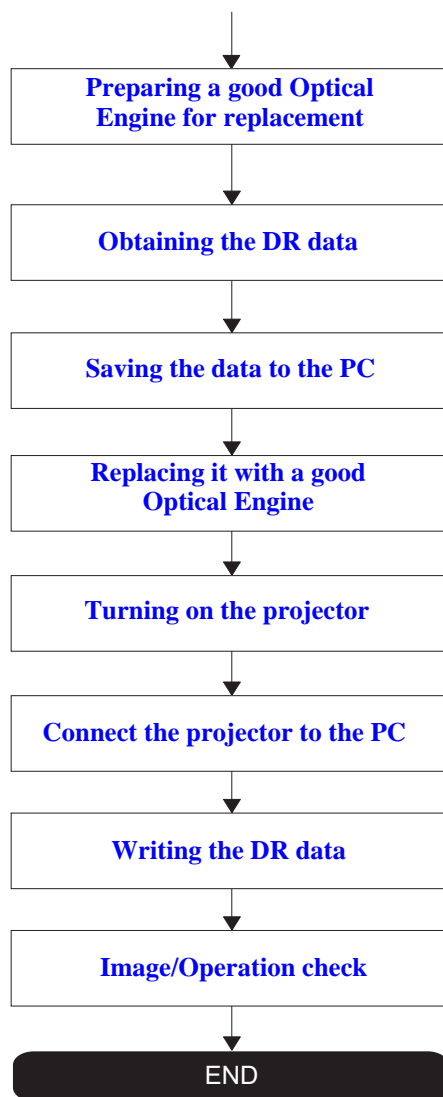 Preparing a good Optical
Engine for replacement
Obtaining the DR data
Saving the data to the PC
Replacing it with a good
Optical Engine
Turning on the projector
Connect the projector to the PC
Writing the DR data
Image/Operation check
END